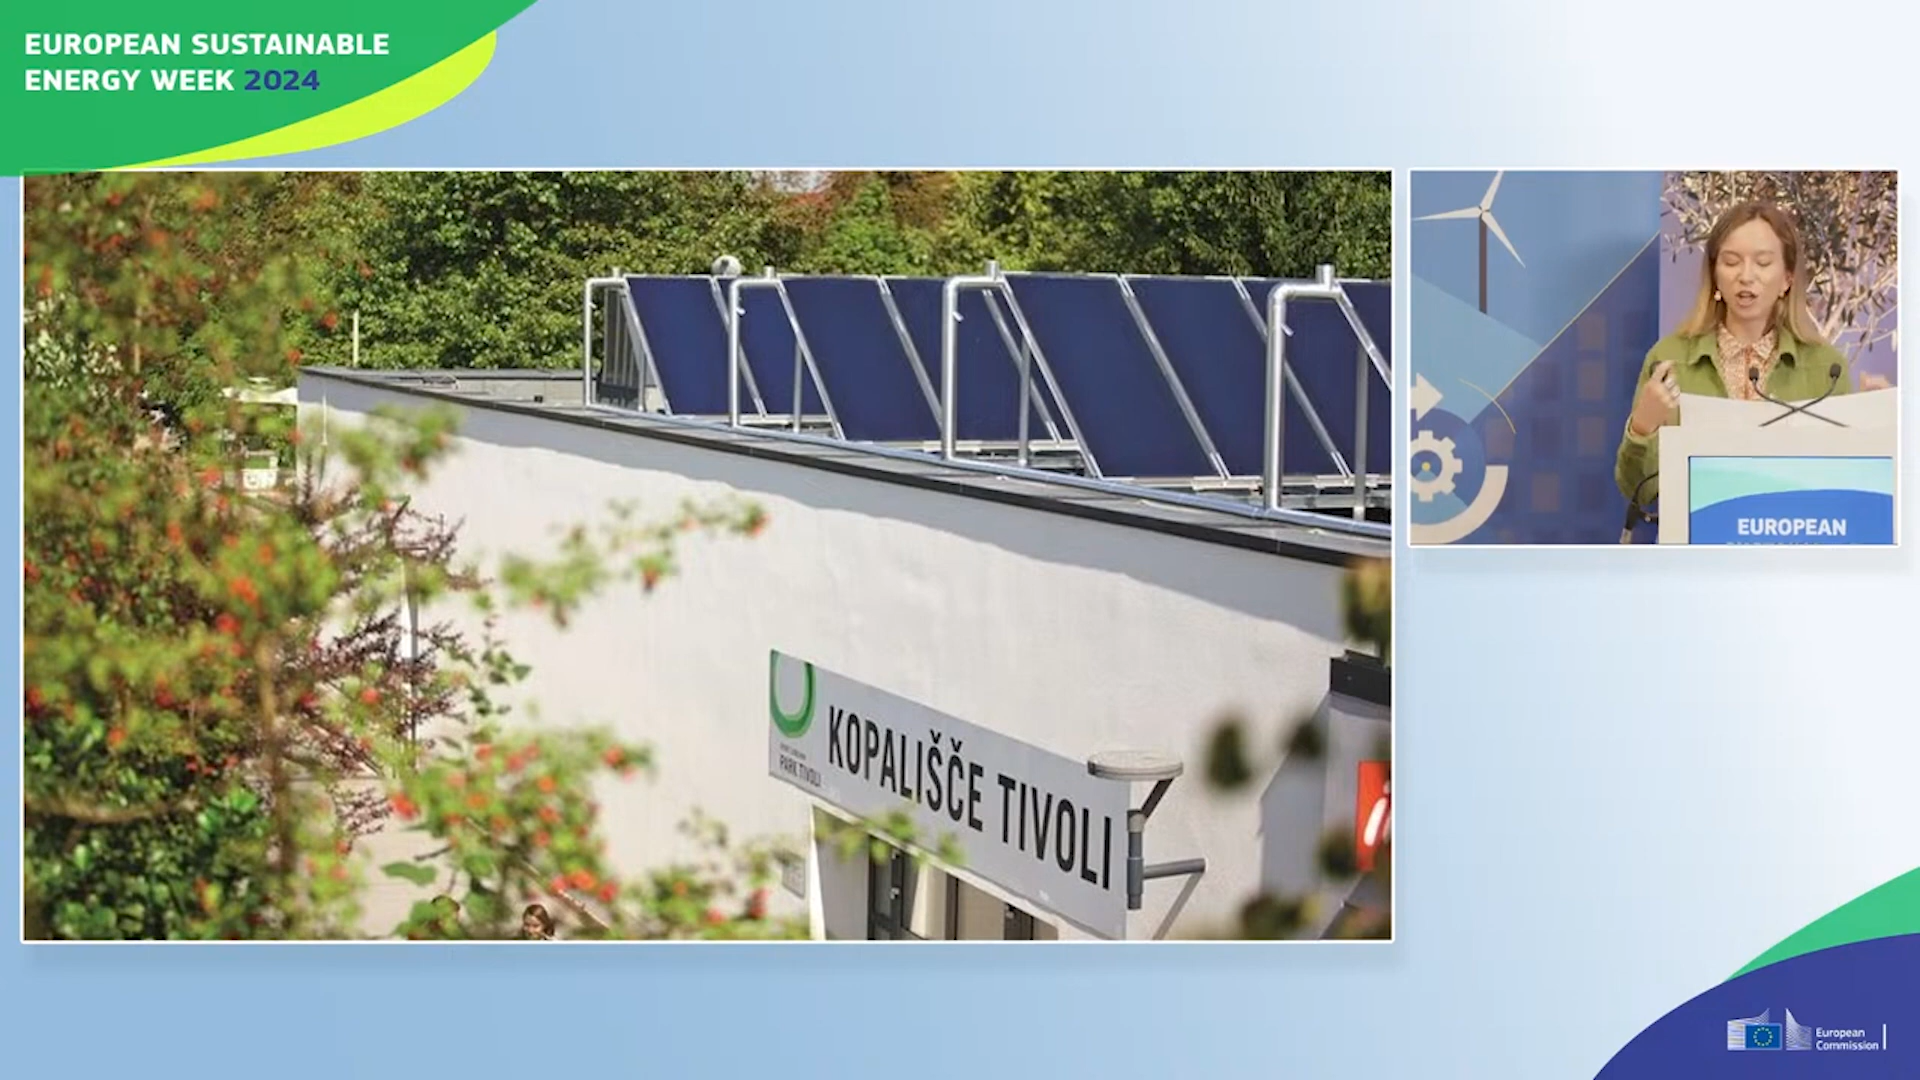 EUROPEAN SUSTAINABLE
ENERGY WEEK 2024
PARK TIVOLI
KOPALIŠČE TIVOLI
EUROPEAN
European
Commission